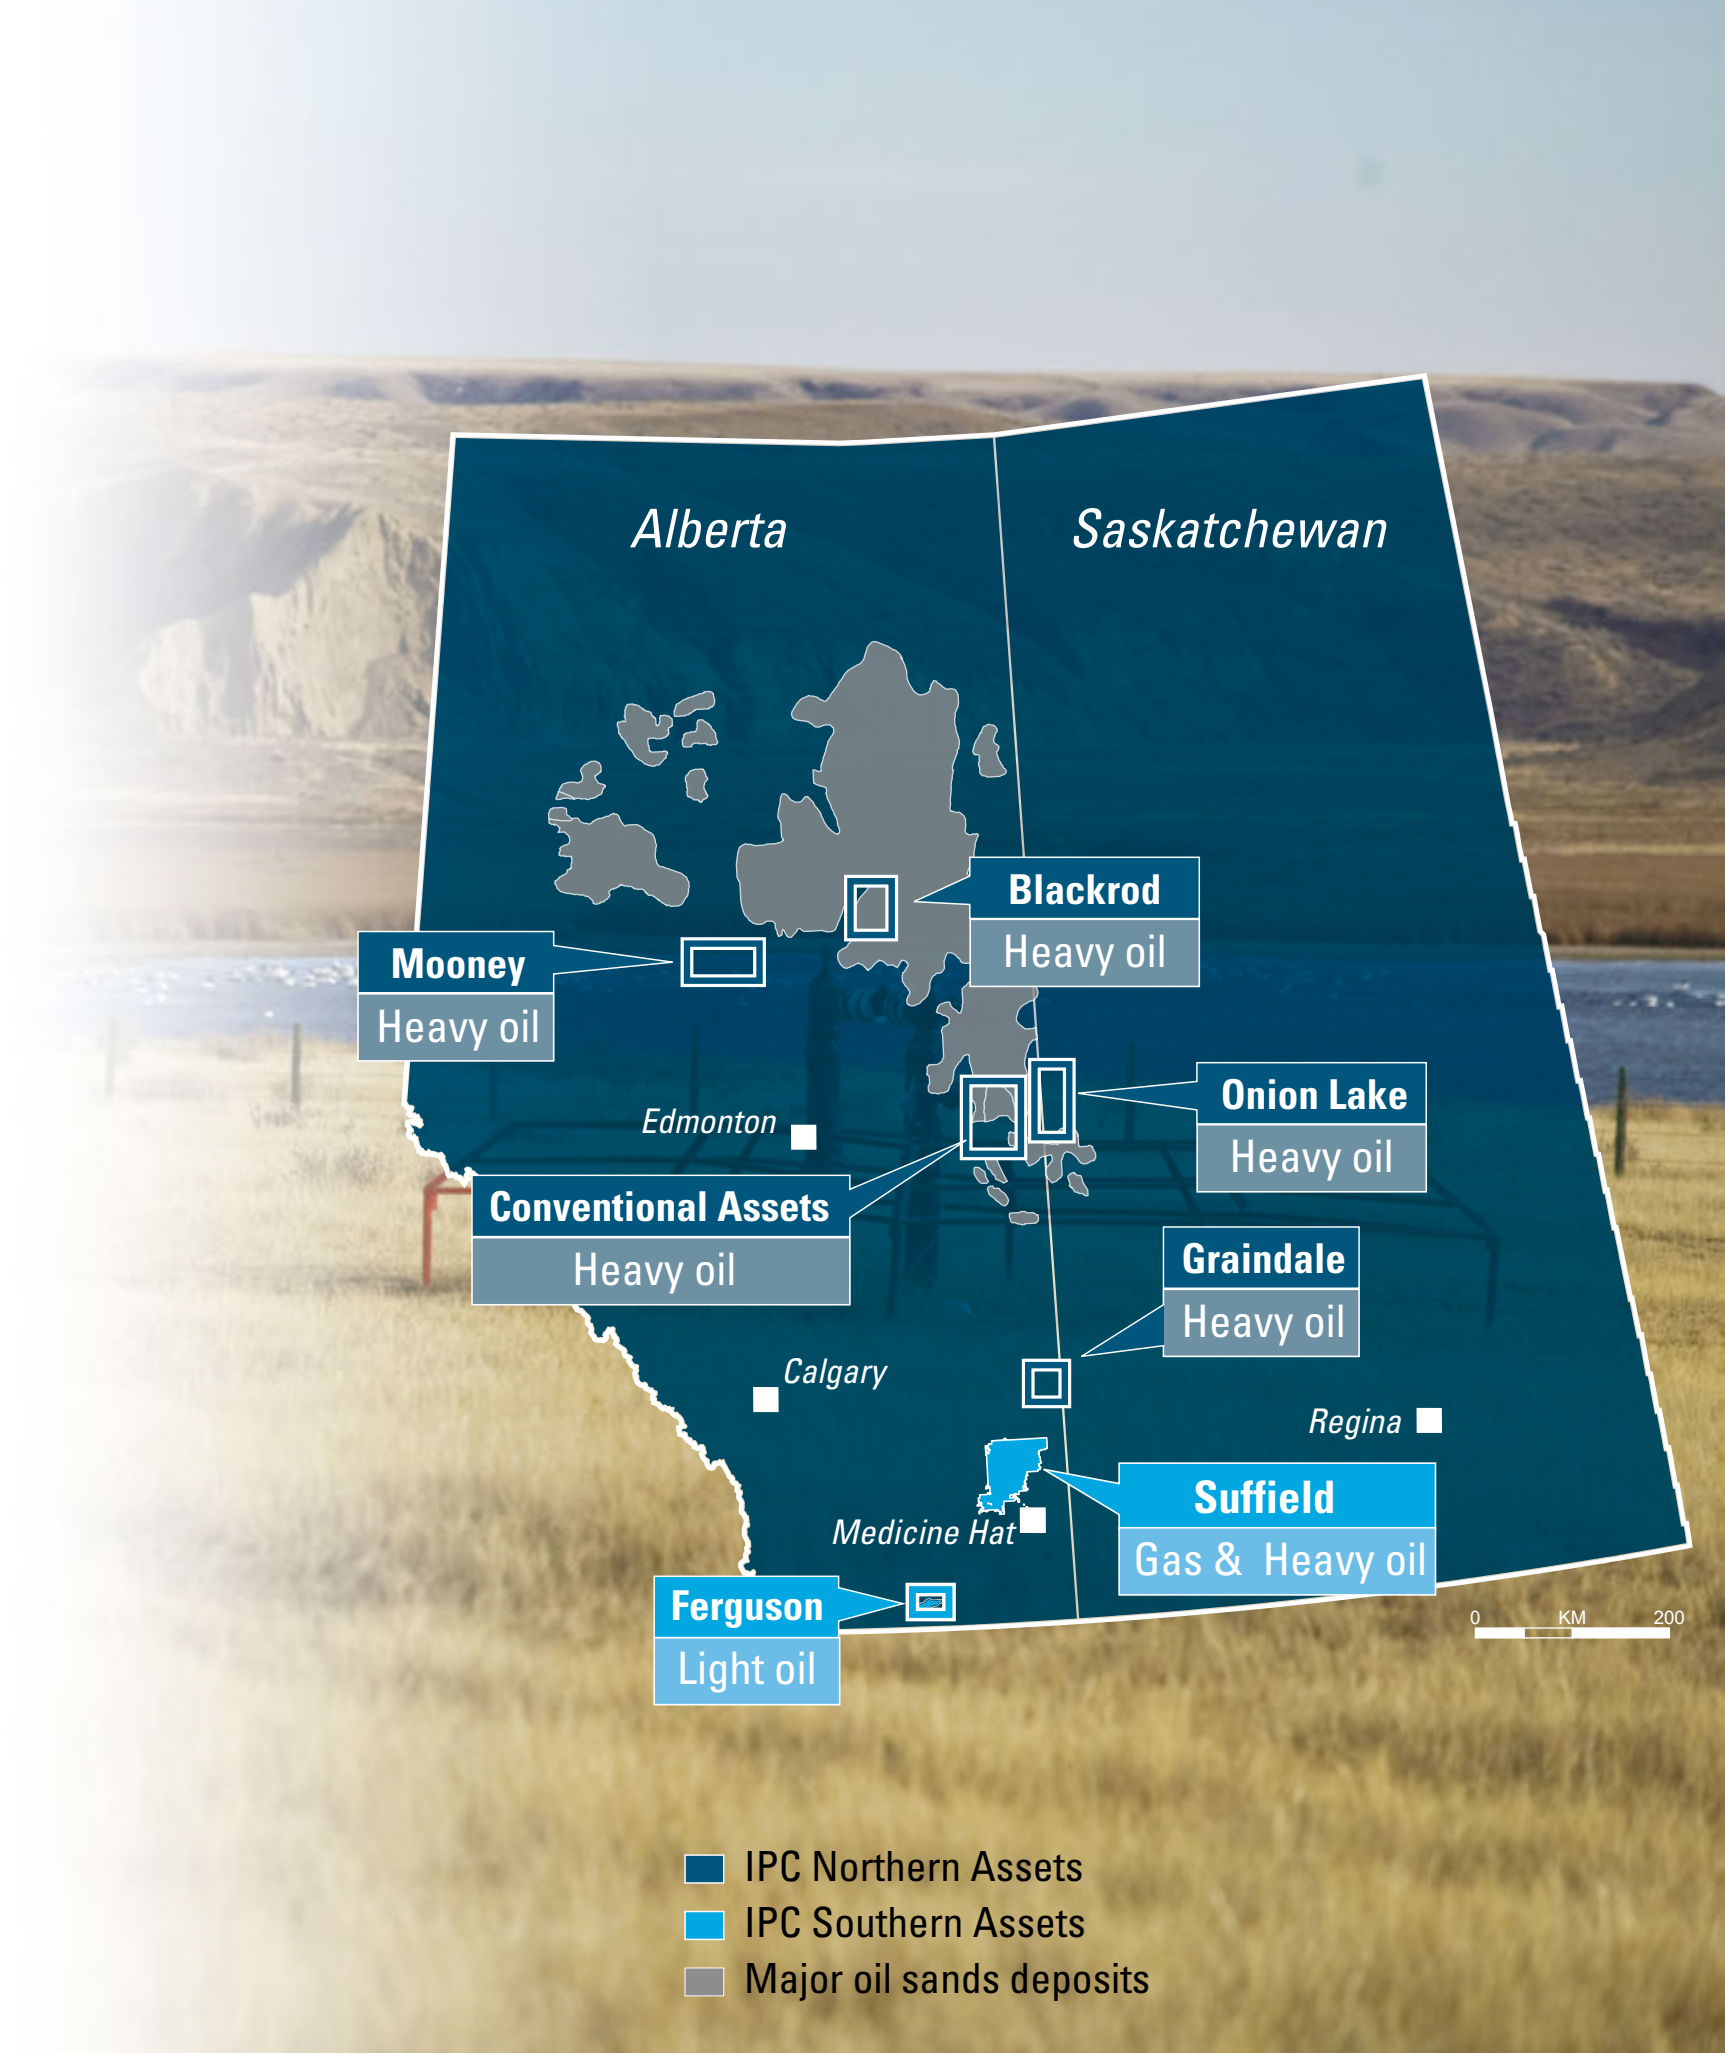 Alberta
Saskatchewan
Blackrod
Heavy oil
Mooney
Heavy oil
Onion Lake
Heavy oil
Edmonton
Conventional Assets
Heavy oil
Graindale
Heavy oil
Calgary
Regina
Suffield
Gas & Heavy oil
Medicine Hat
Ferguson
Light oil
0 KM 200
IPC Northern Assets
IPC Southern Assets
Major oil sands deposits